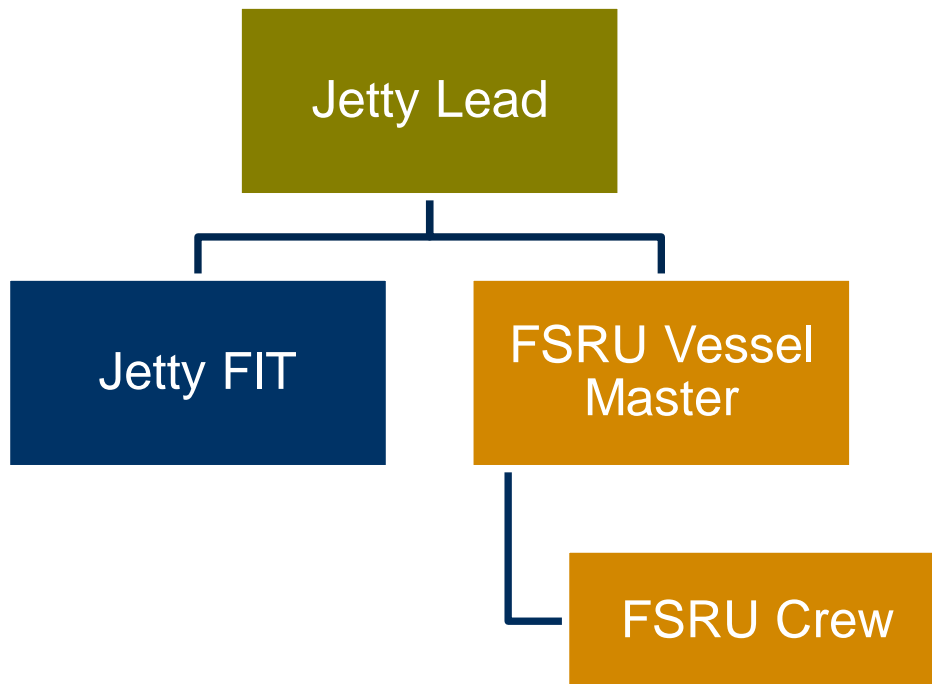 Jetty Lead
Jetty FIT
FSRU Vessel
Master
FSRU Crew